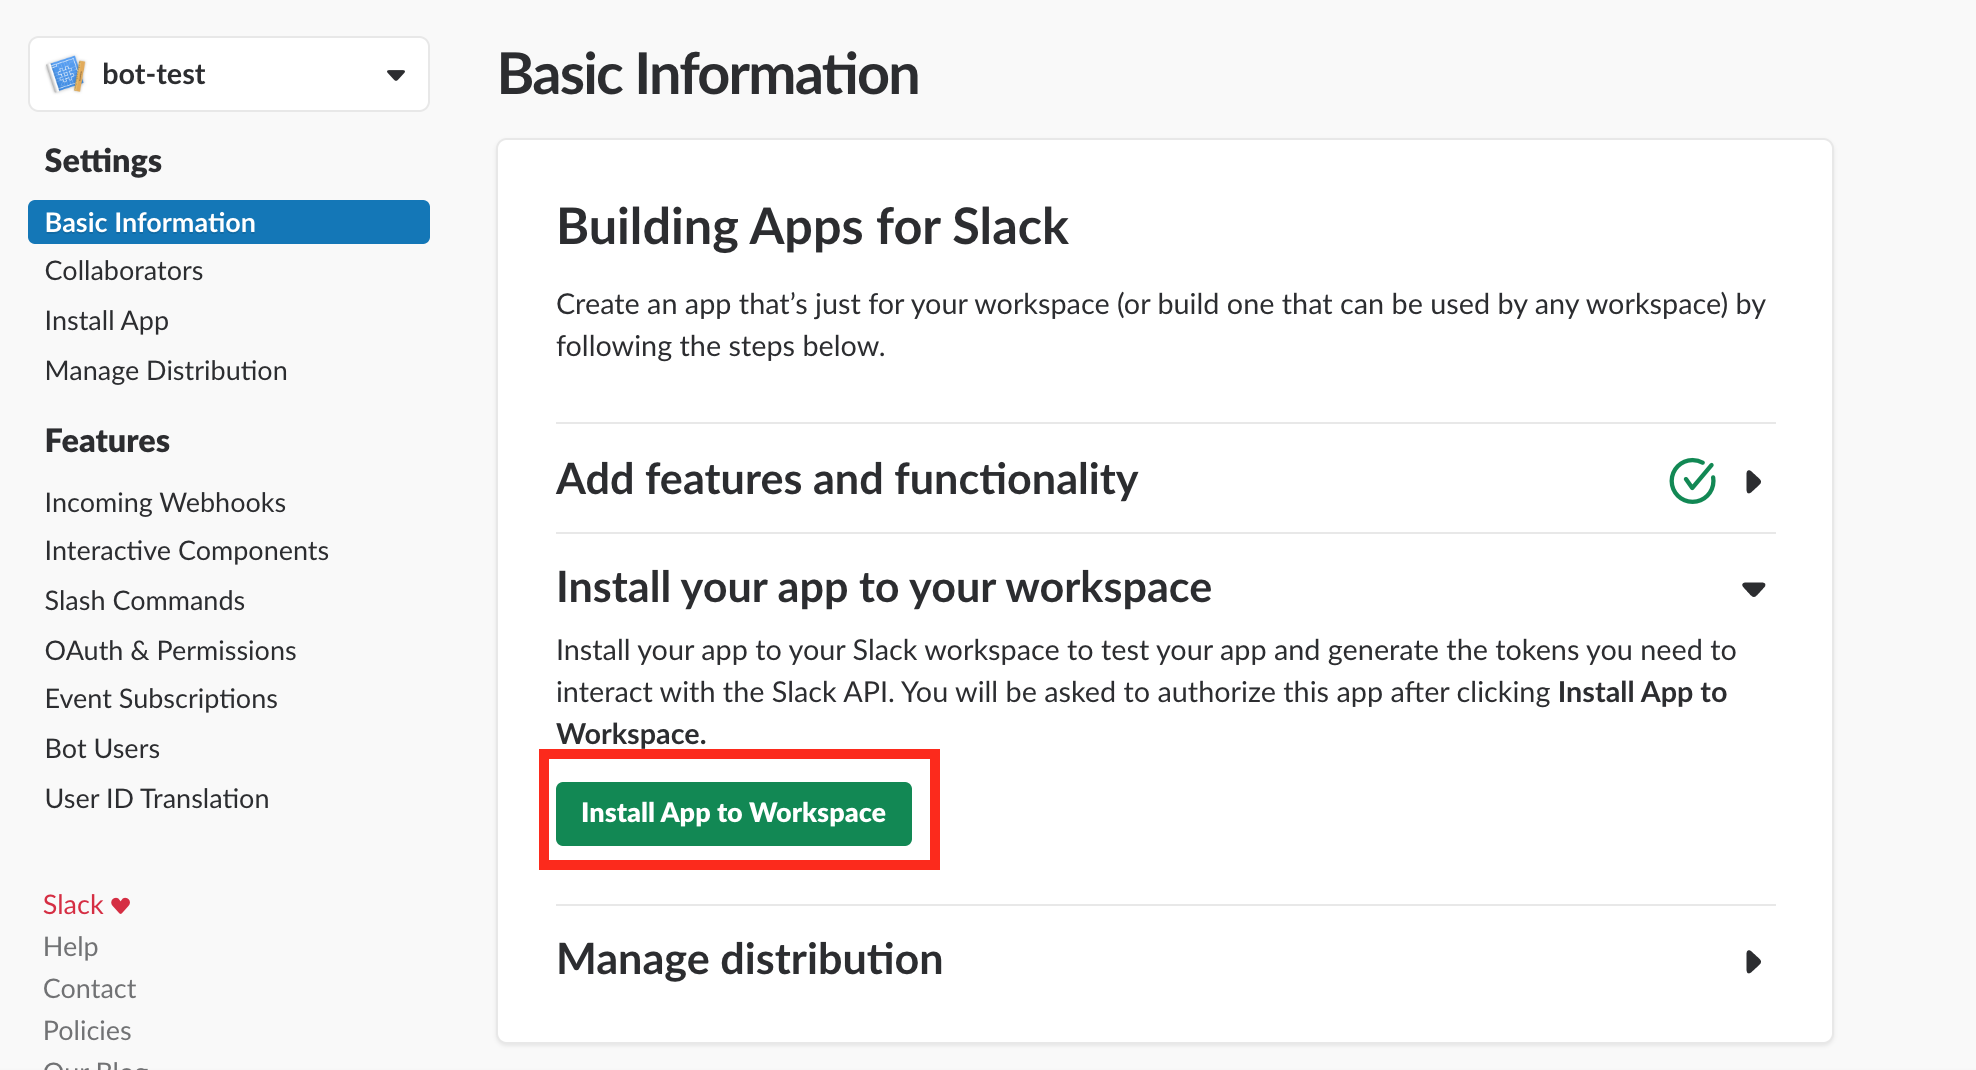 bot-test
Settings
Basic Information
Collaborators
Install App
Manage Distribution
Features
Incoming Webhooks
Interactive Components
Slash Commands
OAuth & Permissions
Event Subscriptions
Bot Users
User ID Translation
Slack
Help
Contact
Policies
Our Blog
Basic Information
Building Apps for Slack
Create an app that’s just for your workspace (or build one that can be used by any workspace) by
following the steps below.
Add features and functionality
Install your app to your workspace
Install your app to your Slack workspace to test your app and generate the tokens you need to
interact with the Slack API. You will be asked to authorize this app after clicking Install App to
Workspace.
Install App to Workspace
Manage distribution